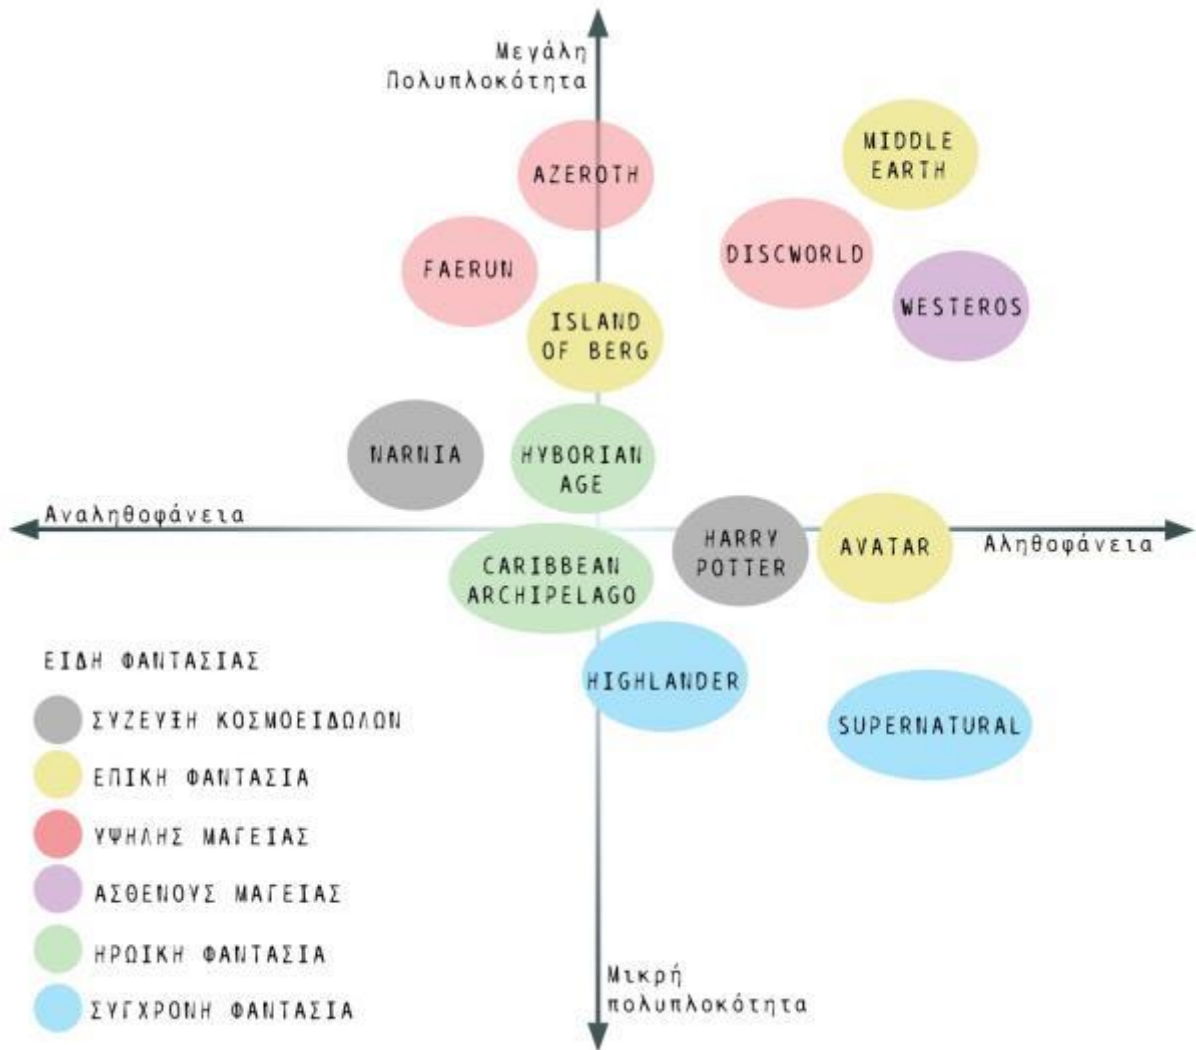 Μεγάλη
Πολυπλοκότητα
MIDDLE
EARTH
AZEROTH
DISCWORLD
FAERUN
WESTEROS
ISLAND
OF BERG
NARNIA
HYBORIAN
AGE
Αναληθοφάνεια
HARRY
POTTER
AVATAR
Αληθοφάνεια
CARIBBEAN
ARCHIPELAGO
HIGHLANDER
SUPERNATURAL
ΕΙΔΗ ΦΑΝΤΑΣΙΑΣ
ΣΥΖΕΥΞΗ ΚΟΣΜΟΕΙΔΩΛΩΝ
ΕΠΙΚΗ ΦΑΝΤΑΣΙΑ
ΥΨΗΛΗΣ ΜΑΓΕΙΑΣ
ΑΣΘΕΝΟΥΣ ΜΑΓΕΙΑΣ
ΗΡΩΙΚΗ ΦΑΝΤΑΣΙΑ
ΣΥΓΧΡΟΝΗ ΦΑΝΤΑΣΙΑ
Μικρή
πολυπλοκότητα